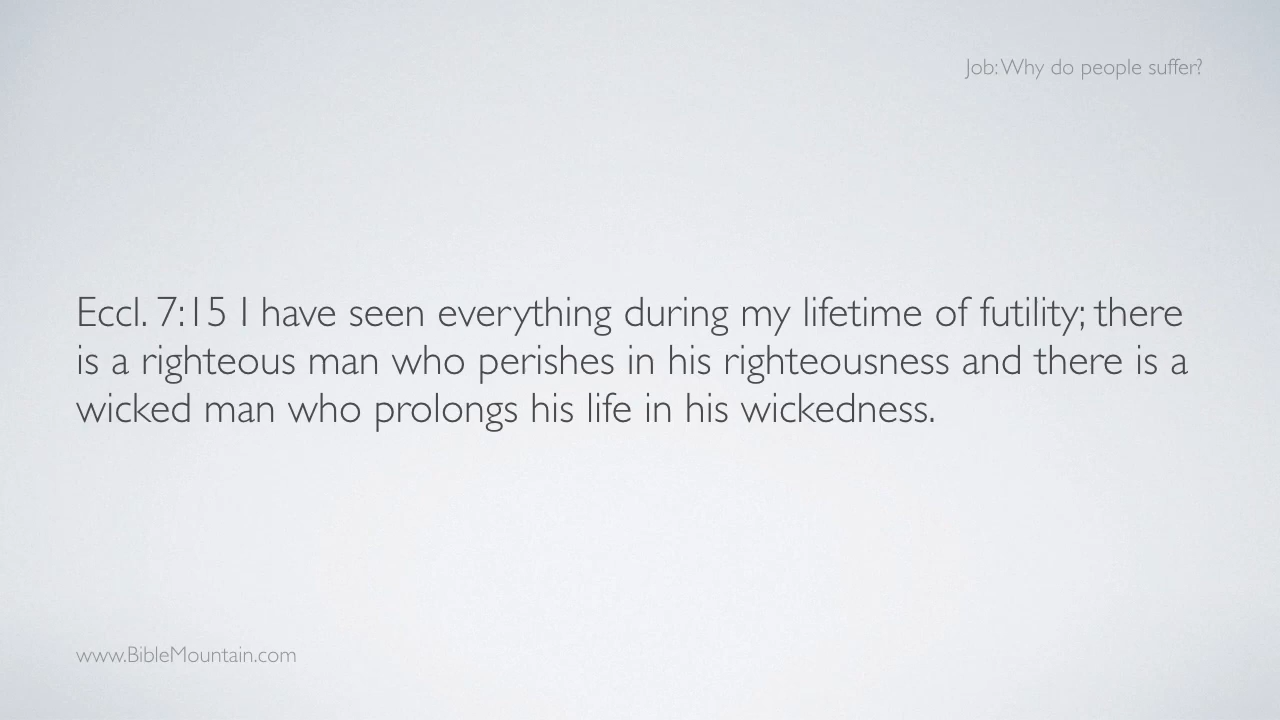 Job: Why do people suffer?
Eccl. 7:15 I have seen everything during my lifetime of futility; there
is a righteous man who perishes in his righteousness and there is a
wicked man who prolongs his life in his wickedness.
www.BibleMountain.com